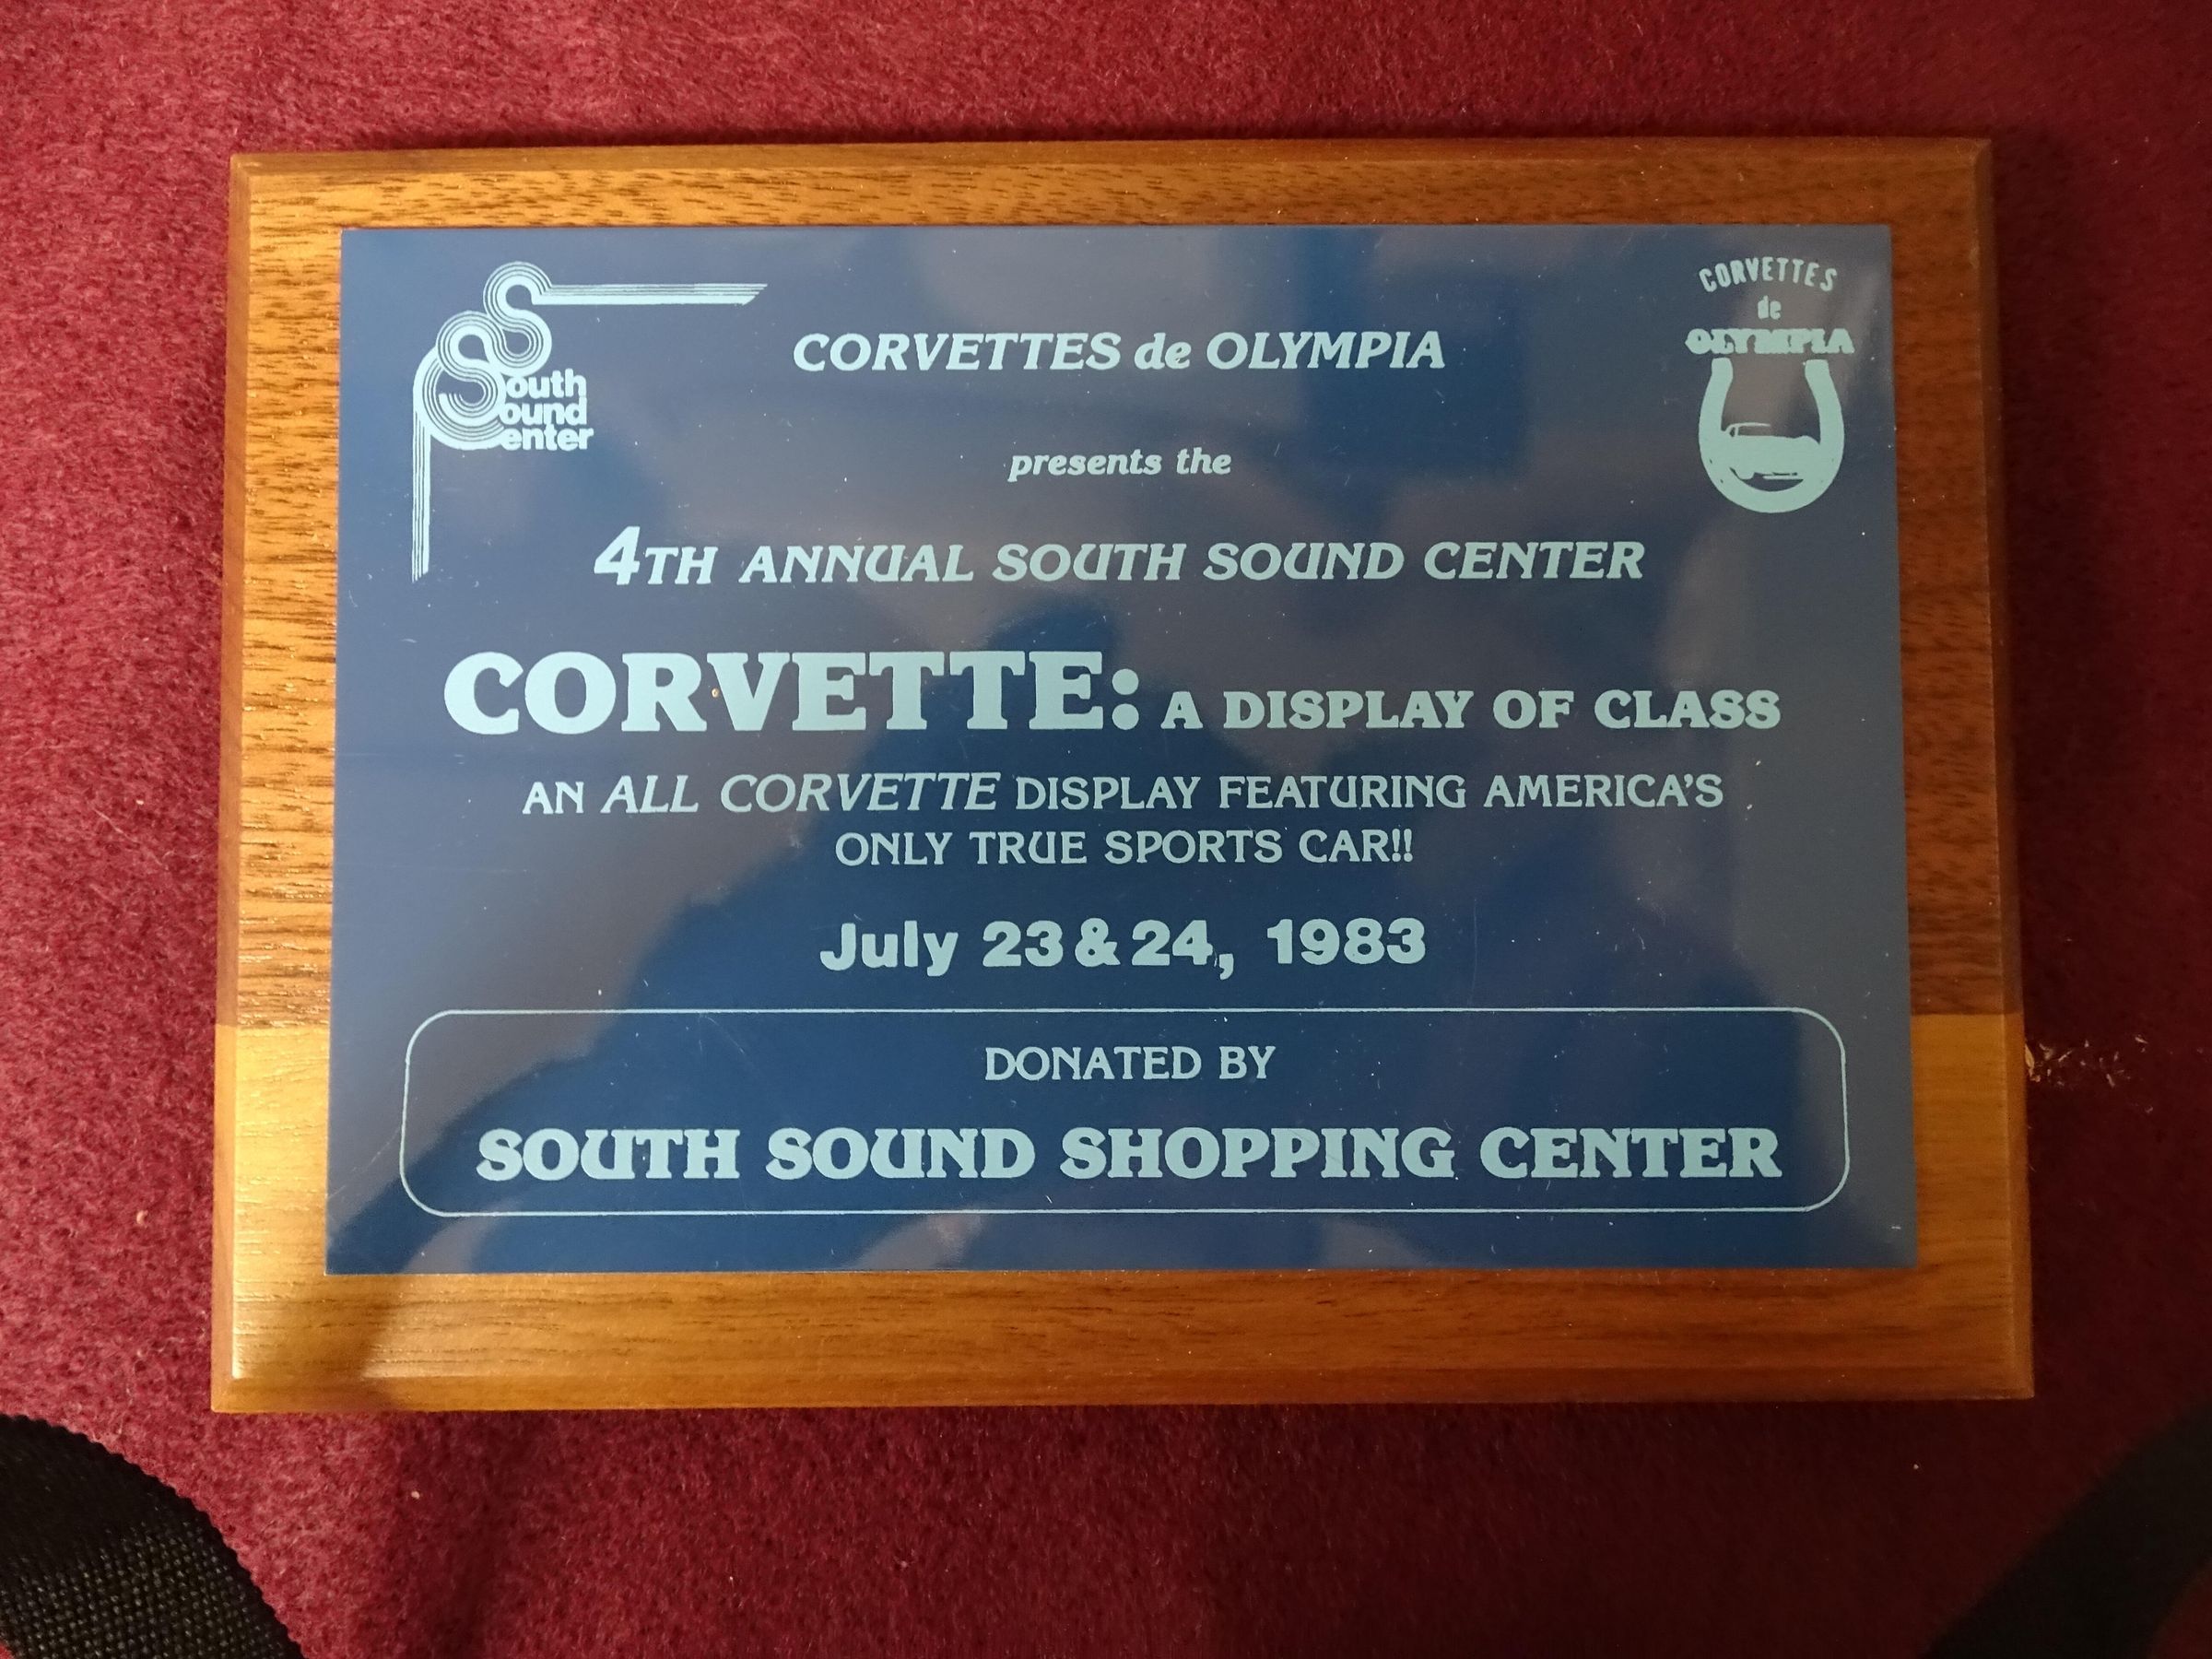 South
Sound
Center
CORVETTES
de
OLYMPIA
CORVETTES de OLYMPIA
presents the
4TH ANNUAL SOUTH SOUND CENTER
CORVETTE: A DISPLAY OF CLASS
AN ALL CORVETTE DISPLAY FEATURING AMERICA'S
ONLY TRUE SPORTS CAR!!
July 23 & 24, 1983
DONATED BY
SOUTH SOUND SHOPPING CENTER